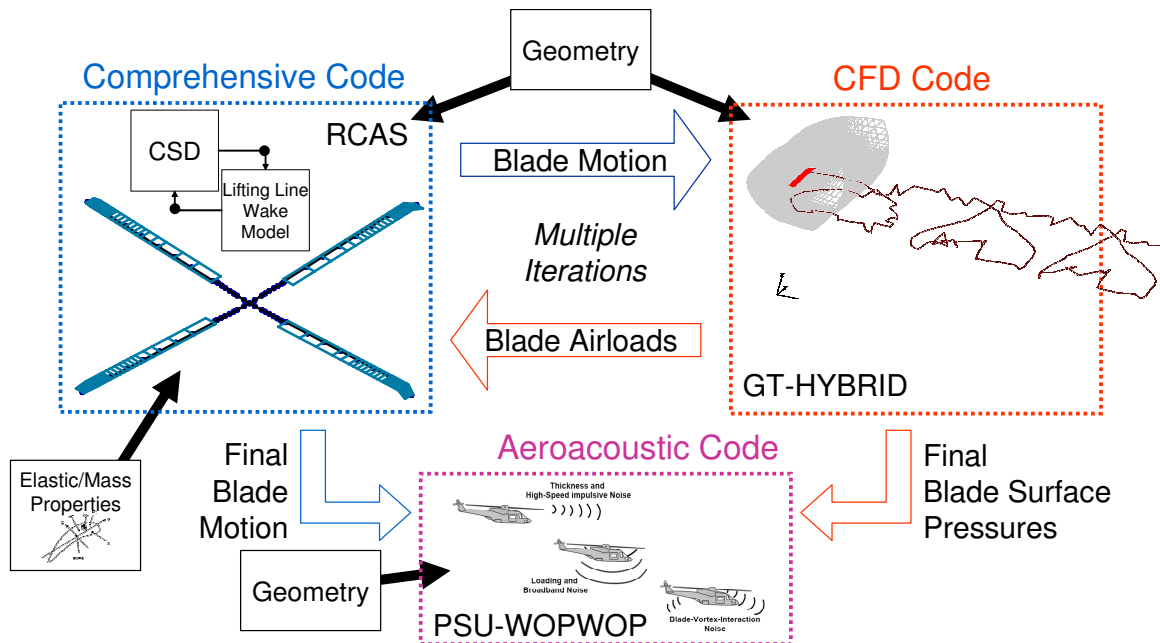 Geometry
Comprehensive Code
CFD Code
RCAS
CSD
Lifting Line
Wake
Model
Blade Motion
Multiple
Iterations
Blade Airloads
GT-HYBRID
Elastic/Mass
Properties
Final
Blade
Motion
Aeroacoustic Code
Final
Blade Surface
Pressures
Thickness and
High-Speed impulsive Noise
Loading and
Broadband Noise
Blade-Vortex-Interaction
Noise
Geometry
PSU-WOPWOP